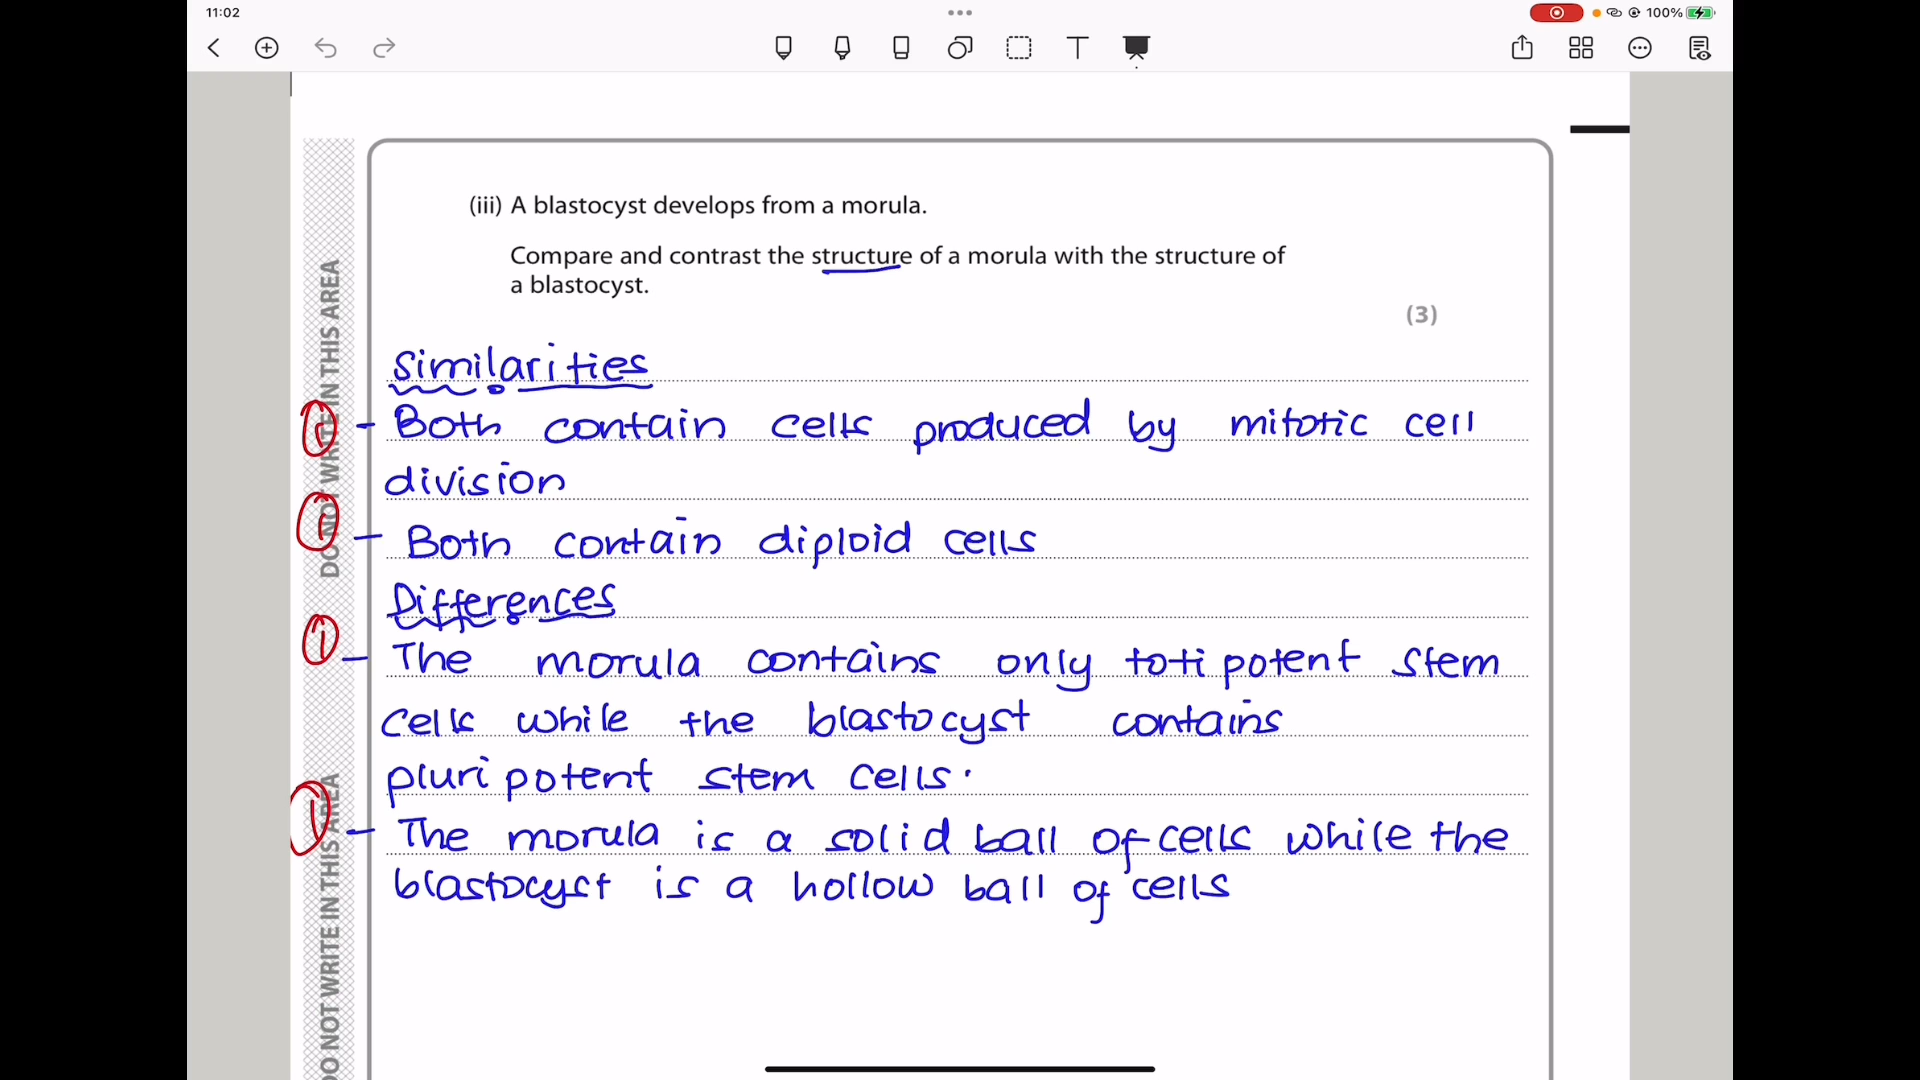 11:02
100%
(iii) A blastocyst develops from a morula.
Compare and contrast the structure of a morula with the structure of
a blastocyst.
(3)
Similarities
① - Both contain cells produced by mitotic cell
division
① - Both contain diploid cells
Differences
① - The morula contains only totipotent stem
cells while the blastocyst contains
pluripotent stem cells.
① - The morula is a solid ball of cells while the
blastocyst is a hollow ball of cells
DO NOT WRITE IN THIS AREA
DO NOT WRITE IN THIS AREA